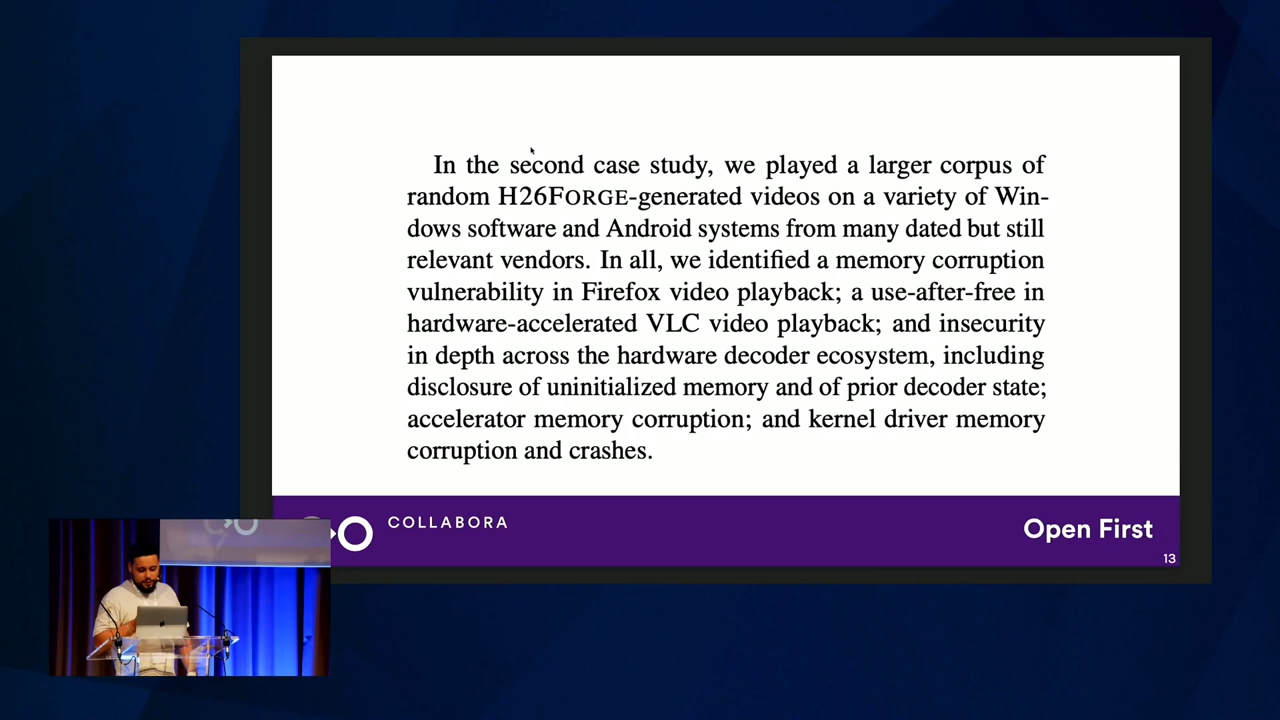 In the second case study, we played a larger corpus of
random H26FORGE-generated videos on a variety of Win-
dows software and Android systems from many dated but still
relevant vendors. In all, we identified a memory corruption
vulnerability in Firefox video playback; a use-after-free in
hardware-accelerated VLC video playback; and insecurity
in depth across the hardware decoder ecosystem, including
disclosure of uninitialized memory and of prior decoder state;
accelerator memory corruption; and kernel driver memory
corruption and crashes.
COLLABORA
Open First
13